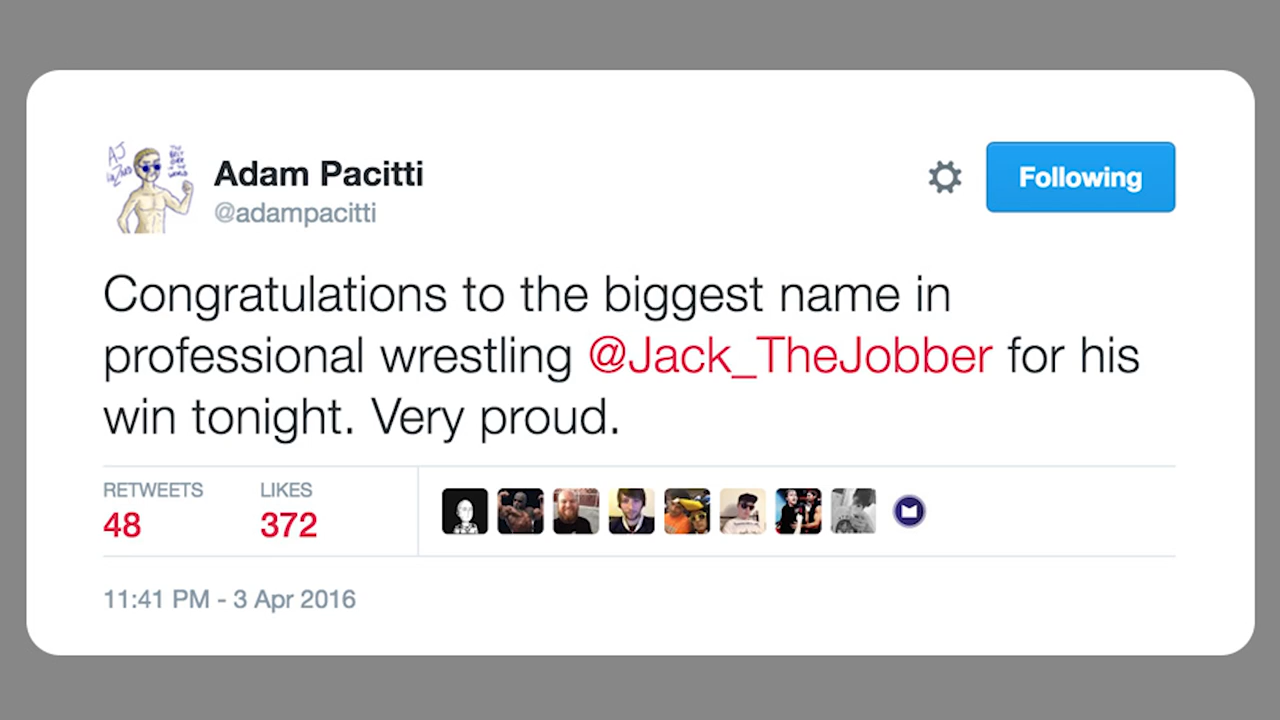 Adam Pacitti
@adampacitti
Following
Congratulations to the biggest name in
professional wrestling @Jack_TheJobber for his
win tonight. Very proud.
RETWEETS
48
LIKES
372
11:41 PM - 3 Apr 2016